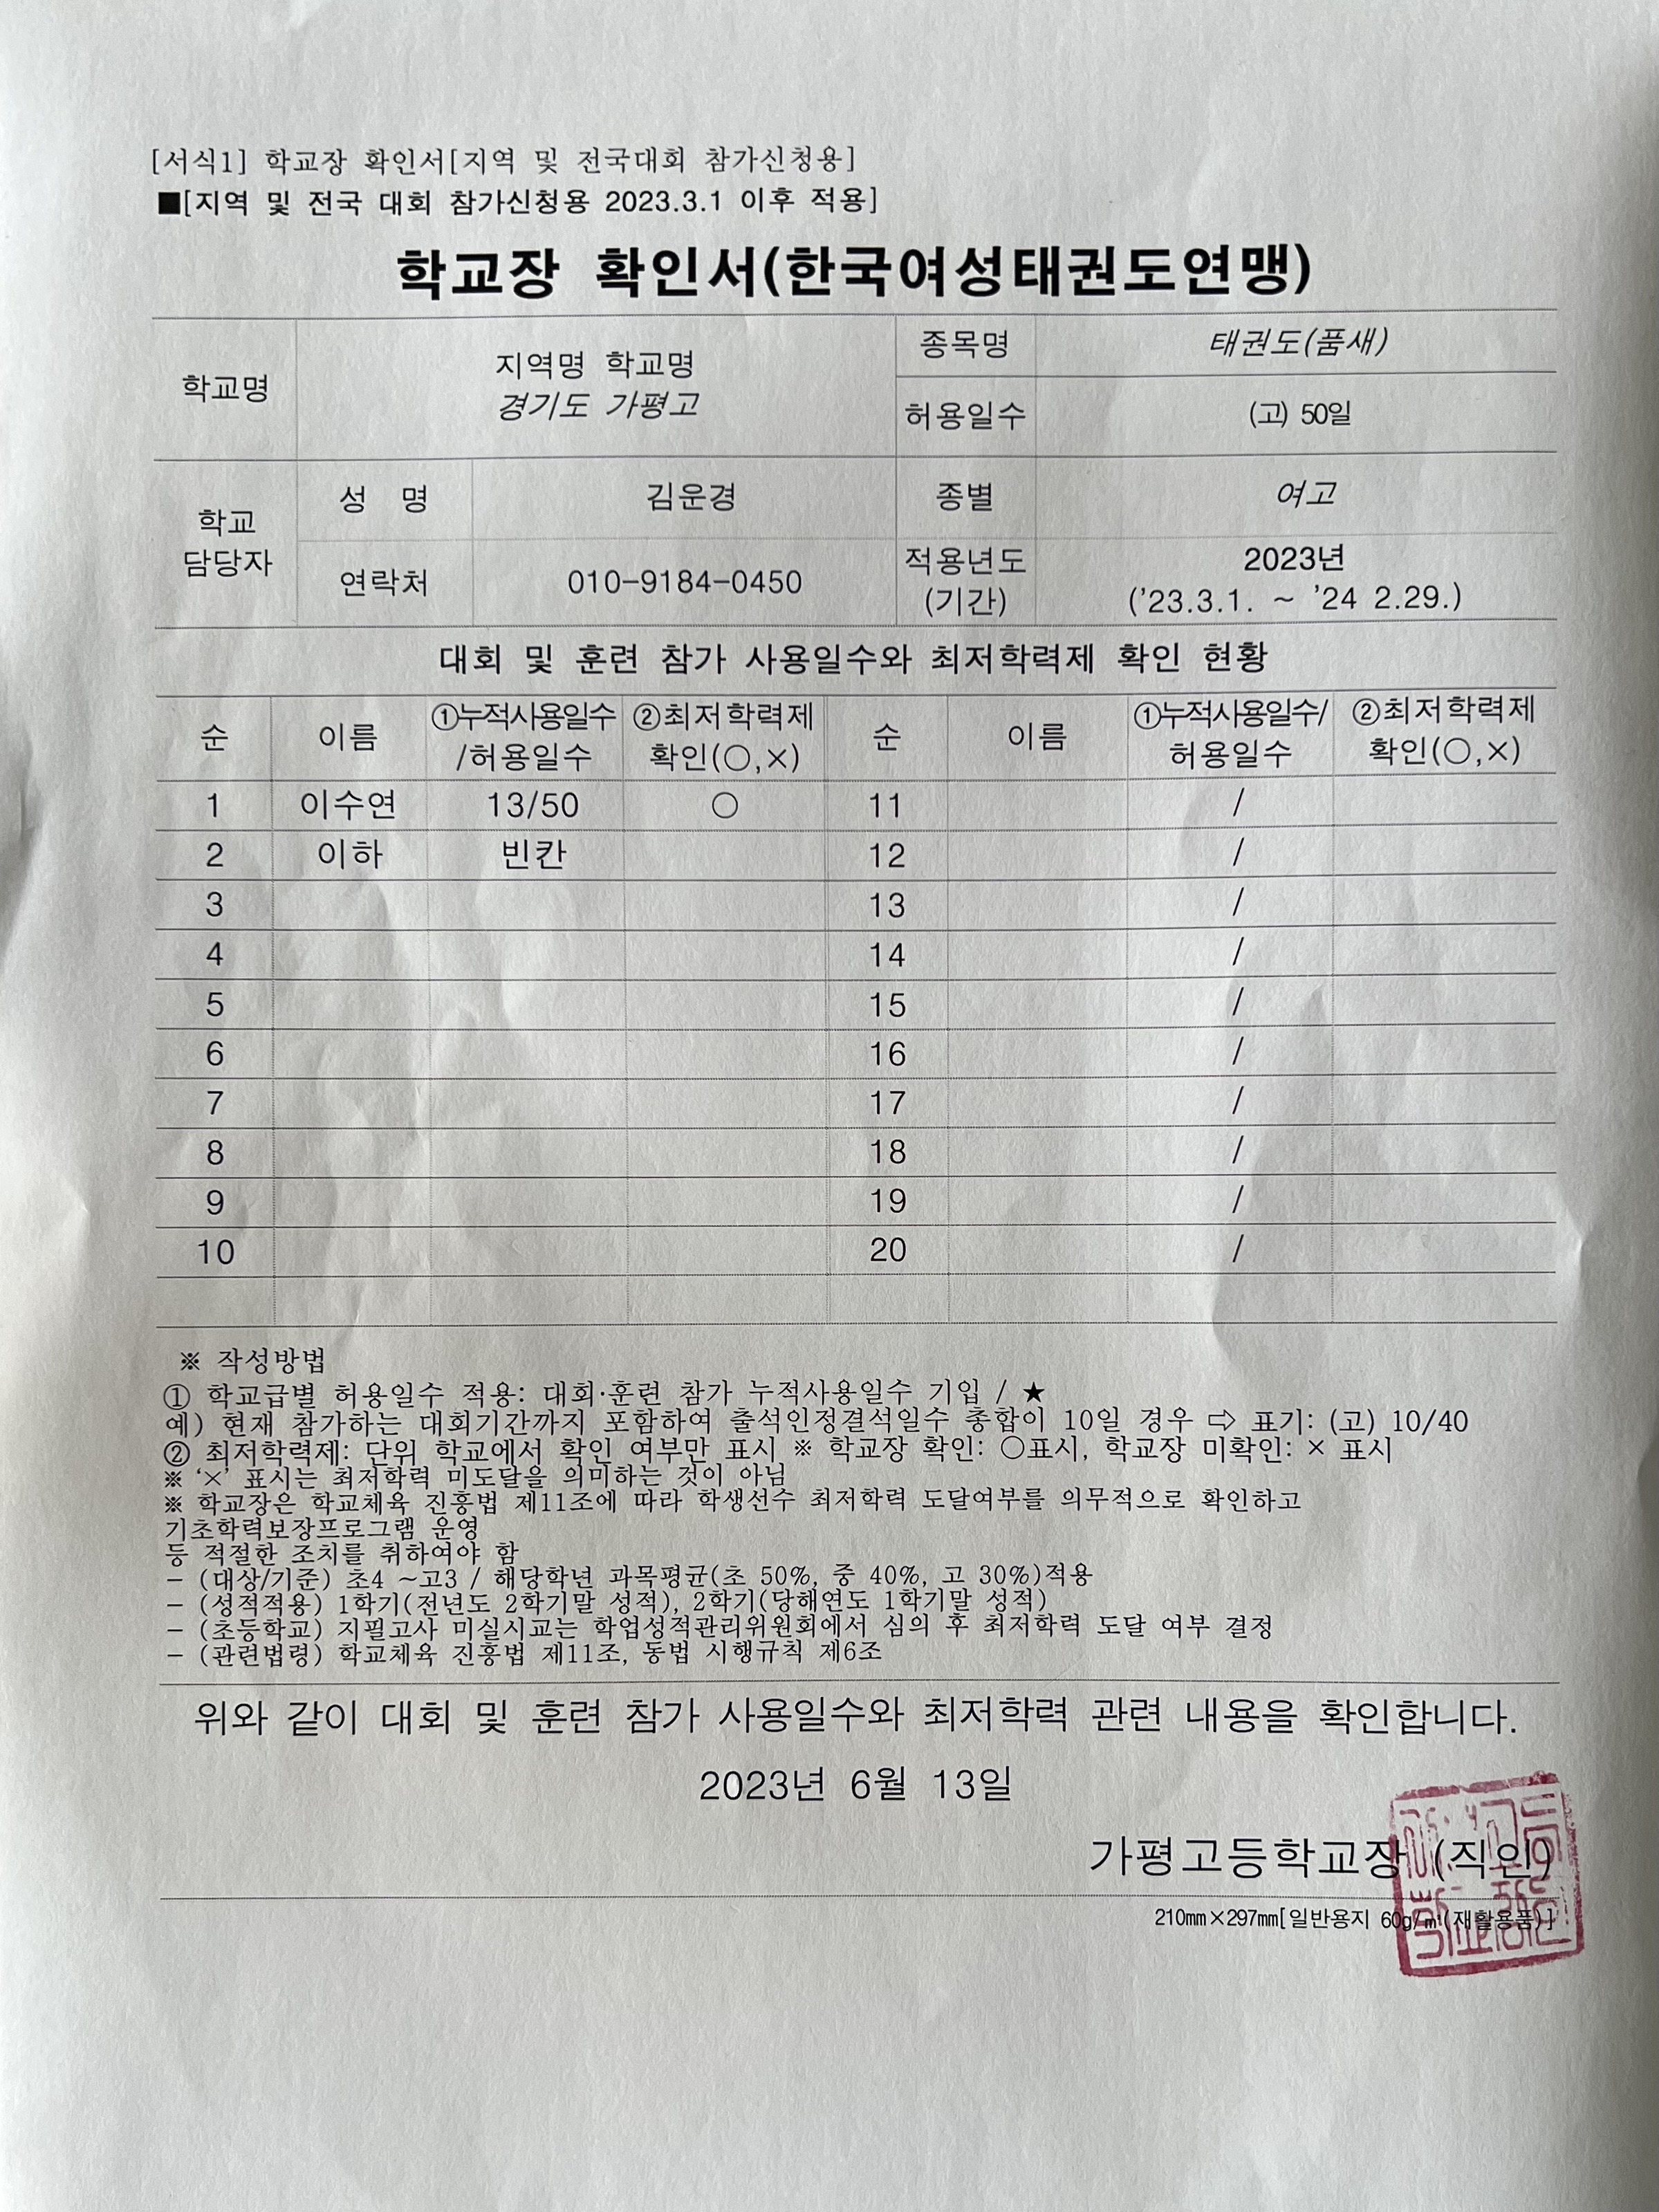 [서식1] 학교장 확인서[지역 및 전국대회 참가신청용]
■[지역 및 전국 대회 참가신청용 2023.3.1 이후 적용]
학교장 확인서(한국여성태권도연맹)
학교명
지역명 학교명
경기도 가평고
종목명
태권도(품새)
허용일수
(고) 50일
학교
담당자
성 명
김운경
종별
여고
연락처
010-9184-0450
적용년도
(기간)
2023년
('23.3.1. ~ '24 2.29.)
대회 및 훈련 참가 사용일수와 최저학력제 확인 현황
순 이름 ①누적사용일수 ②최저학력제 순 이름 ①누적사용일수/ ②최저학력제
/허용일수 확인(○,×) 허용일수 확인(○,×)
1 이수연 13/50 ○ 11 /
2 이하 빈칸 12 /
3 13 /
4 14 /
5 15 /
6 16 /
7 17 /
8 18 /
9 19 /
10 20 /
※ 작성방법
① 학교급별 허용일수 적용: 대회·훈련 참가 누적사용일수 기입 / ★
예) 현재 참가하는 대회기간까지 포함하여 출석인정결석일수 총합이 10일 경우 ⇨ 표기: (고) 10/40
② 최저학력제: 단위 학교에서 확인 여부만 표시 ※ 학교장 확인: ○표시, 학교장 미확인: × 표시
※ '×' 표시는 최저학력 미도달을 의미하는 것이 아님
※ 학교장은 학교체육 진흥법 제11조에 따라 학생선수 최저학력 도달여부를 의무적으로 확인하고
기초학력보장프로그램 운영
등 적절한 조치를 취하여야 함
- (대상/기준) 초4 ~고3 / 해당학년 과목평균(초 50%, 중 40%, 고 30%)적용
- (성적적용) 1학기(전년도 2학기말 성적), 2학기(당해연도 1학기말 성적)
- (초등학교) 지필고사 미실시교는 학업성적관리위원회에서 심의 후 최저학력 도달 여부 결정
- (관련법령) 학교체육 진흥법 제11조, 동법 시행규칙 제6조
위와 같이 대회 및 훈련 참가 사용일수와 최저학력 관련 내용을 확인합니다.
2023년 6월 13일
가평고등학교장 (직인)
210㎜×297㎜[일반용지 60g/㎡(재활용품)]